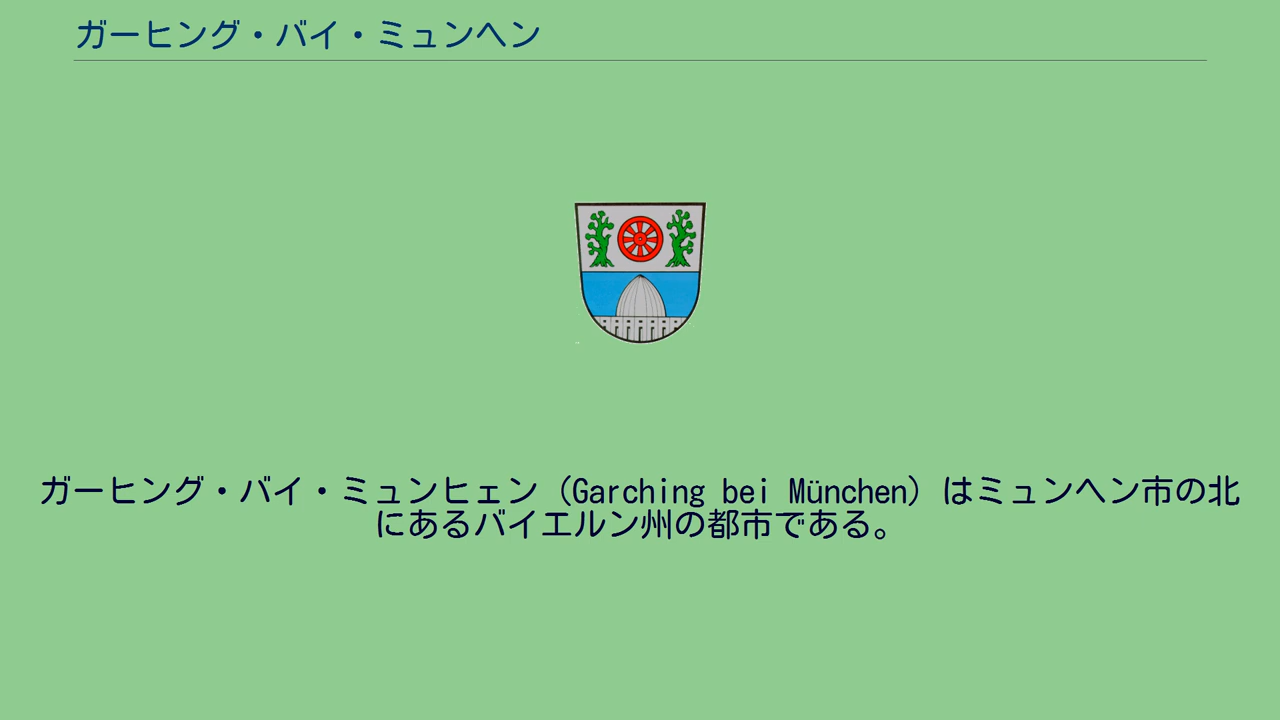 ガーヒング・バイ・ミュンヘン
ガーヒング・バイ・ミュンヒェン（Garching bei München）はミュンヘン市の北
にあるバイエルン州の都市である。